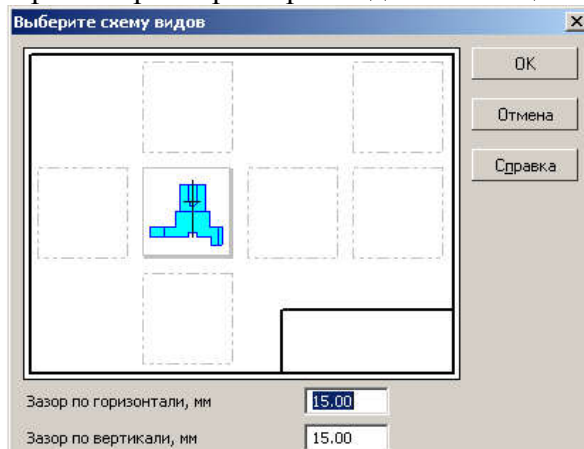 Выберите схему видов
OK
Отмена
Справка
Зазор по горизонтали, мм 15.00
Зазор по вертикали, мм 15.00